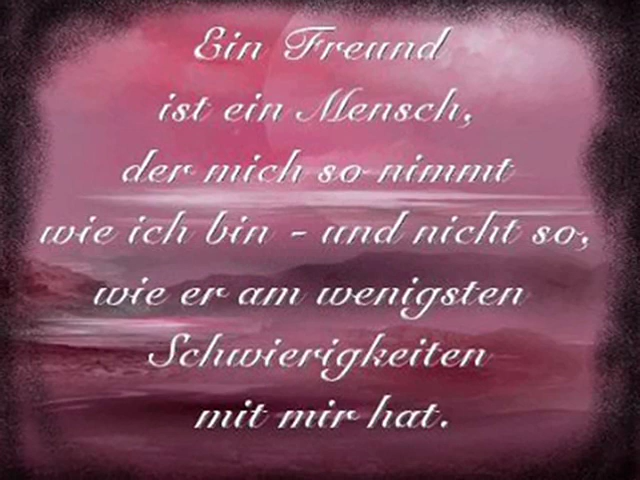 Ein Freund
ist ein Mensch,
der mich so nimmt
wie ich bin - und nicht so,
wie er am wenigsten
Schwierigkeiten
mit mir hat.